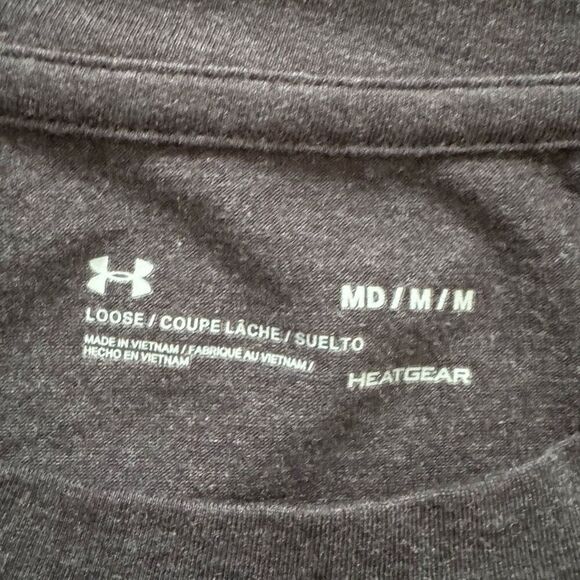 MD / M / M
LOOSE / COUPE LÂCHE / SUELTO
MADE IN VIETNAM / FABRIQUÉ AU VIETNAM /
HECHO EN VIETNAM
HEATGEAR